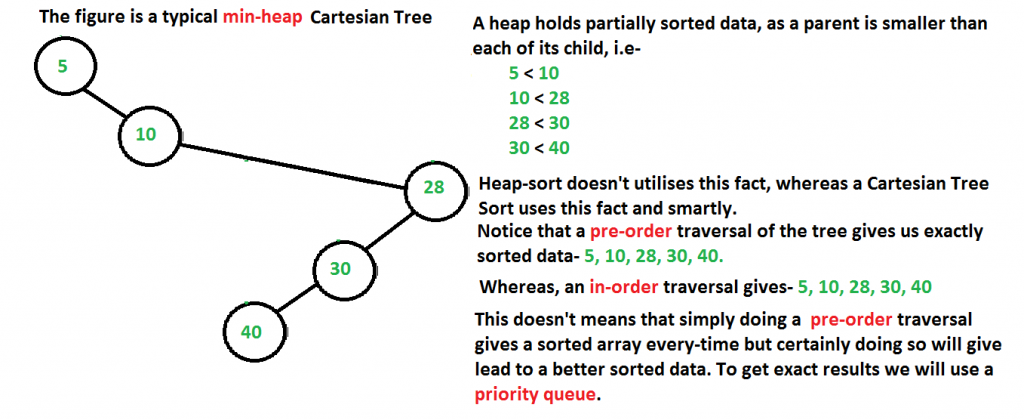 The figure is a typical min-heap Cartesian Tree
5
10
28
30
40
A heap holds partially sorted data, as a parent is smaller than
each of its child, i.e-
5 < 10
10 < 28
28 < 30
30 < 40
Heap-sort doesn't utilises this fact, whereas a Cartesian Tree
Sort uses this fact and smartly.
Notice that a pre-order traversal of the tree gives us exactly
sorted data- 5, 10, 28, 30, 40.
Whereas, an in-order traversal gives- 5, 10, 28, 30, 40
This doesn't means that simply doing a pre-order traversal
gives a sorted array every-time but certainly doing so will give
lead to a better sorted data. To get exact results we will use a
priority queue.